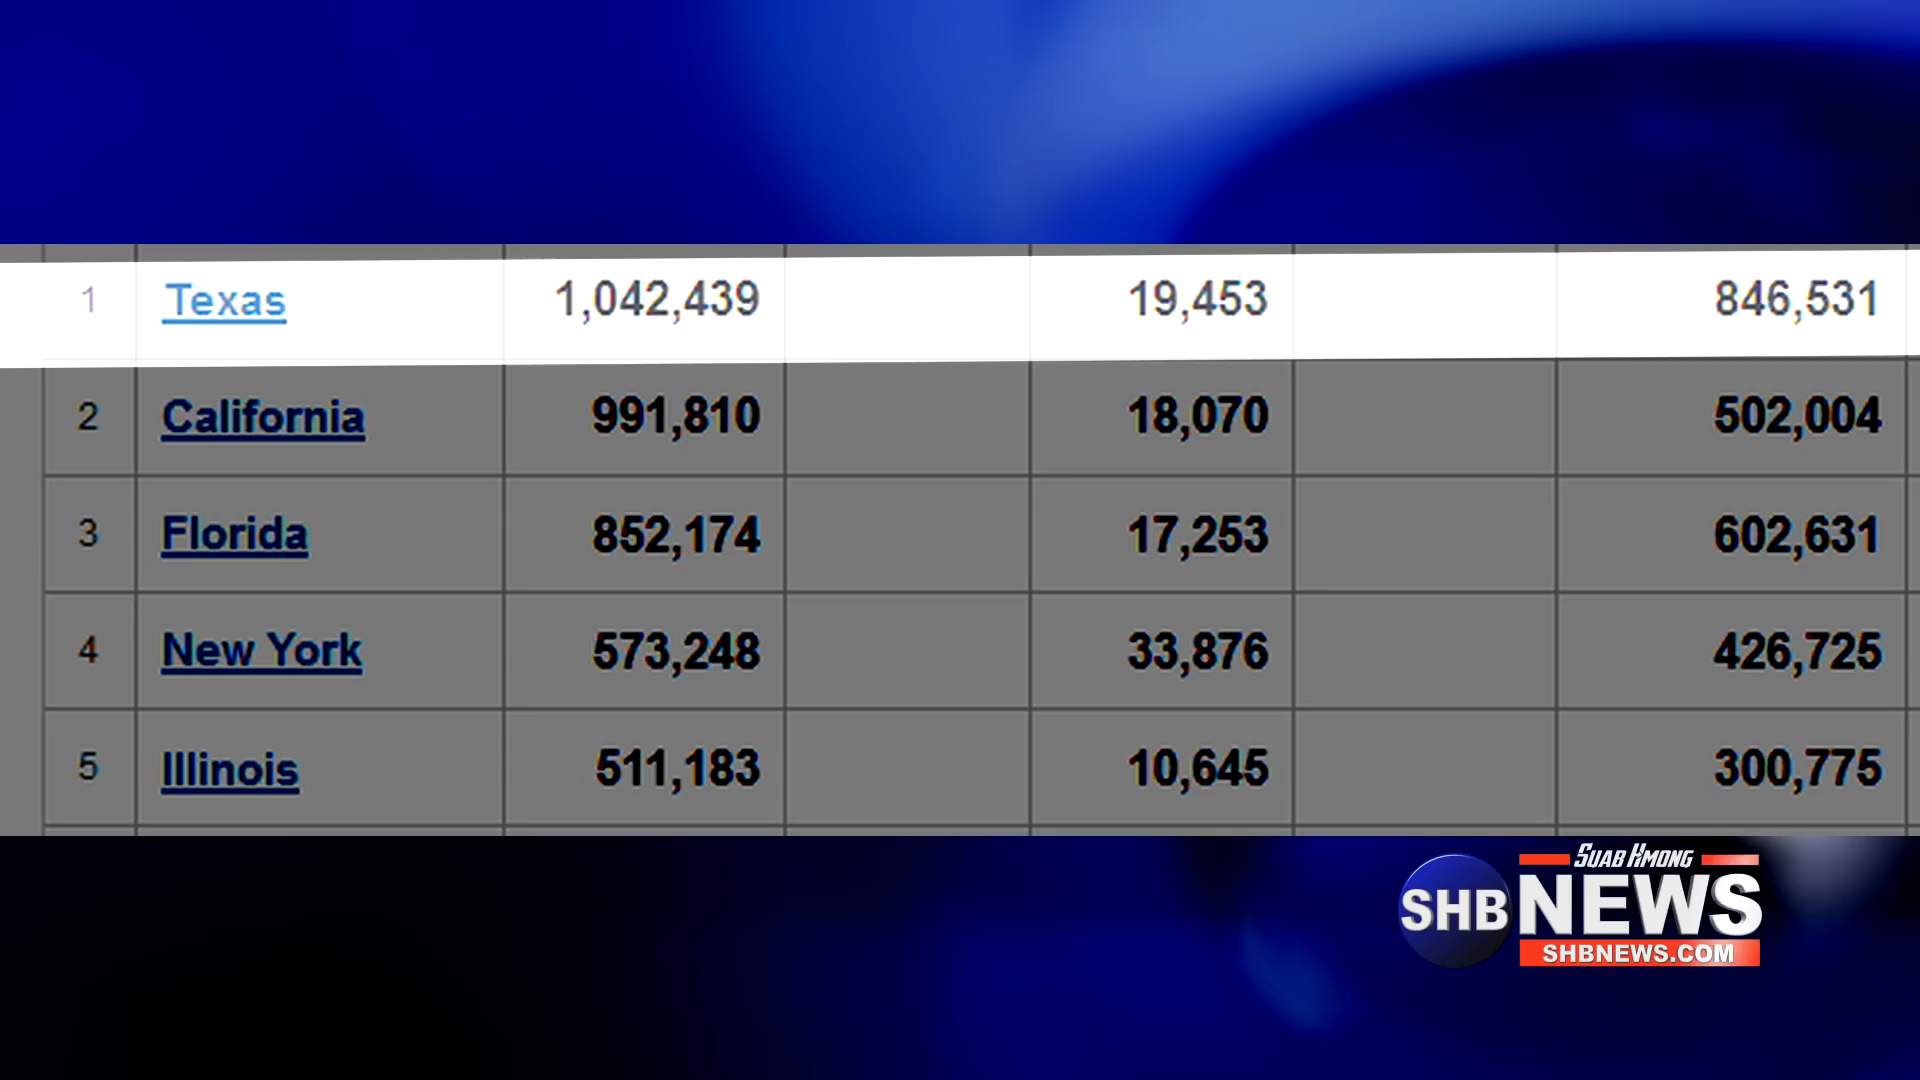 1 Texas 1,042,439 19,453 846,531
2 California 991,810 18,070 502,004
3 Florida 852,174 17,253 602,631
4 New York 573,248 33,876 426,725
5 Illinois 511,183 10,645 300,775
SUAB HMONG
SHB NEWS
SHBNEWS.COM